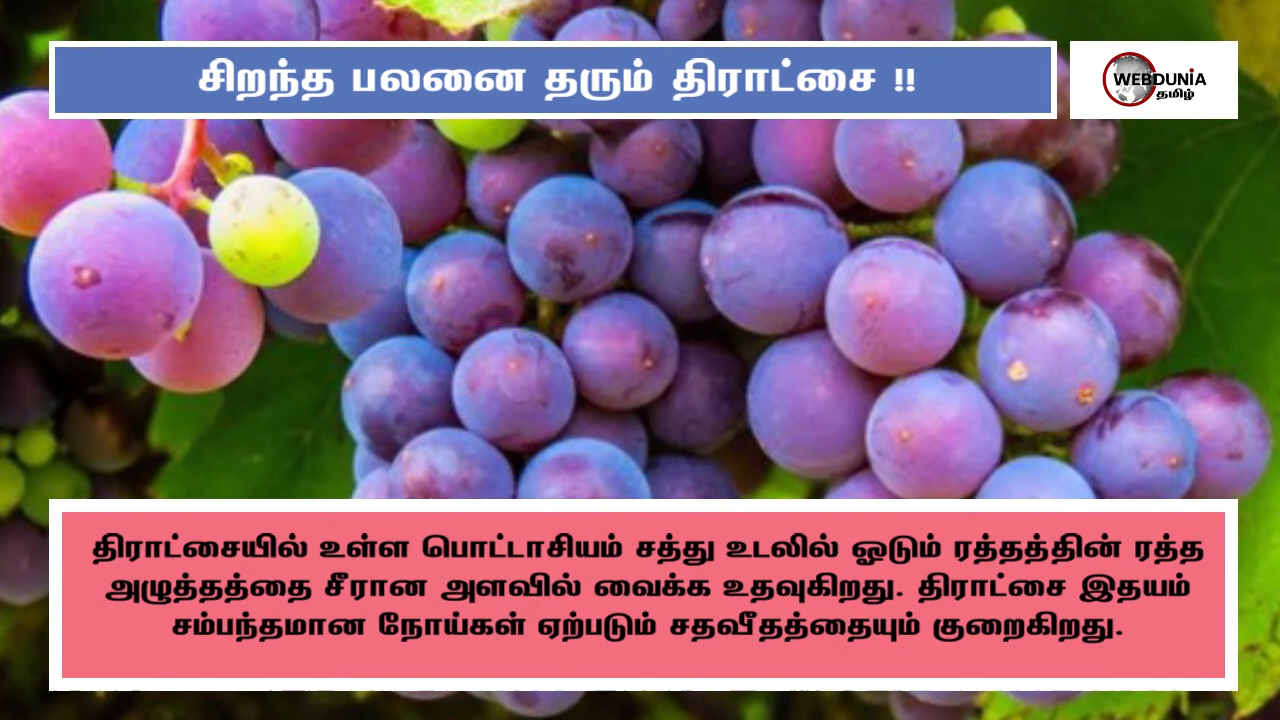 சிறந்த பலனை தரும் திராட்சை !!
WEBDUNIA
தமிழ்
திராட்சையில் உள்ள பொட்டாசியம் சத்து உடலில் ஓடும் ரத்தத்தின் ரத்த
அழுத்தத்தை சீரான அளவில் வைக்க உதவுகிறது. திராட்சை இதயம்
சம்பந்தமான நோய்கள் ஏற்படும் சதவீதத்தையும் குறைகிறது.